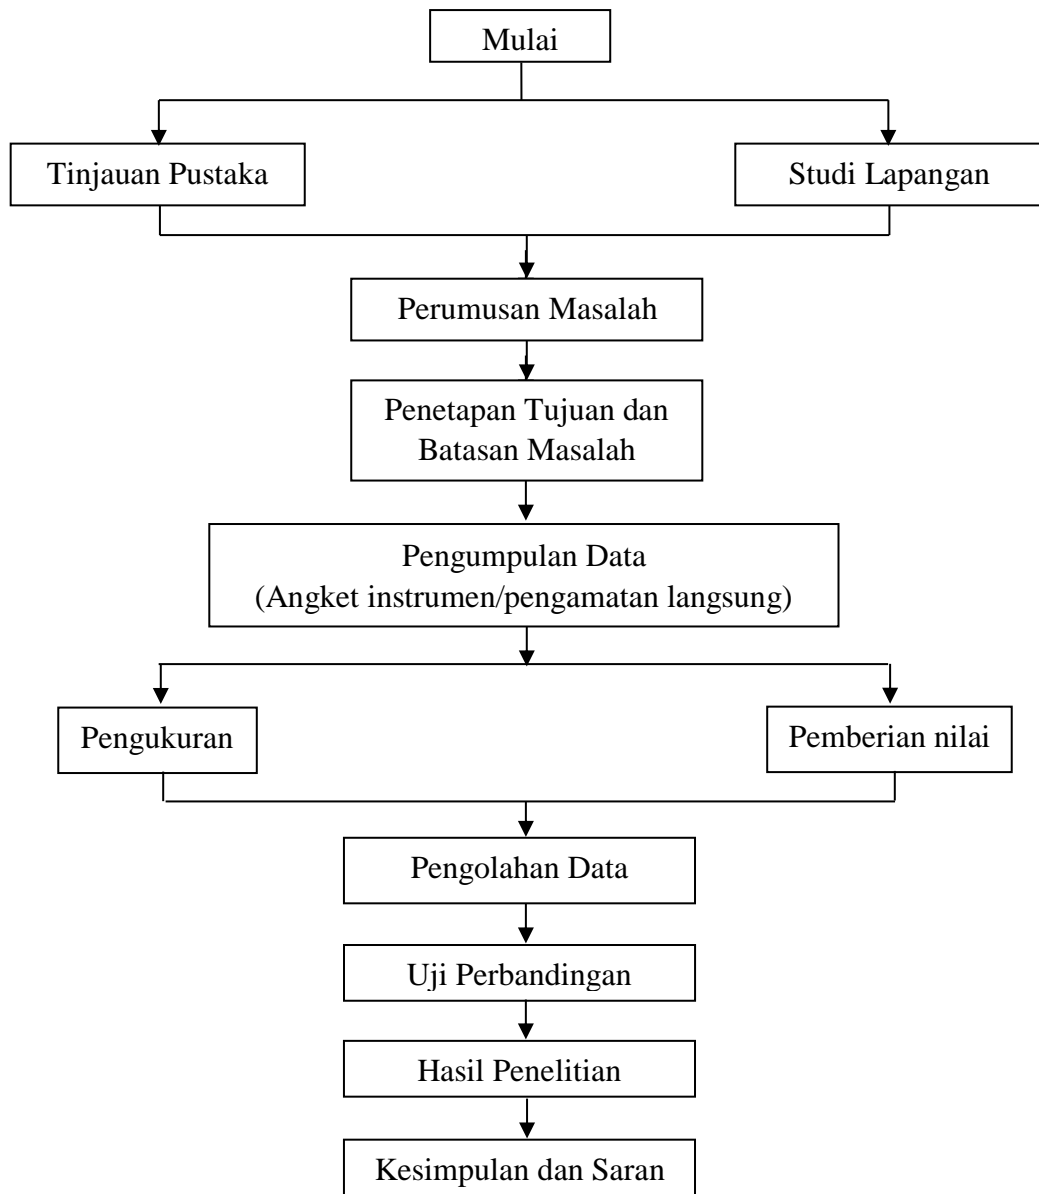 Mulai
Tinjauan Pustaka
Studi Lapangan
Perumusan Masalah
Penetapan Tujuan dan
Batasan Masalah
Pengumpulan Data
(Angket instrumen/pengamatan langsung)
Pengukuran
Pemberian nilai
Pengolahan Data
Uji Perbandingan
Hasil Penelitian
Kesimpulan dan Saran